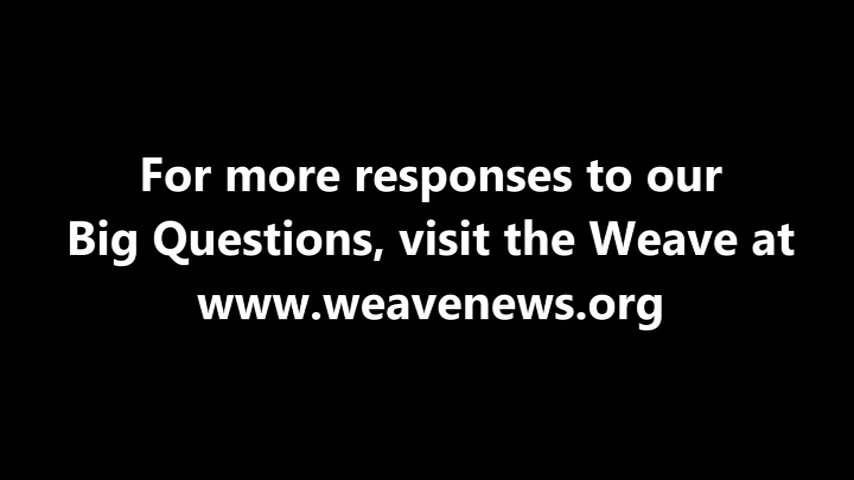 For more responses to our
Big Questions, visit the Weave at
www.weavenews.org